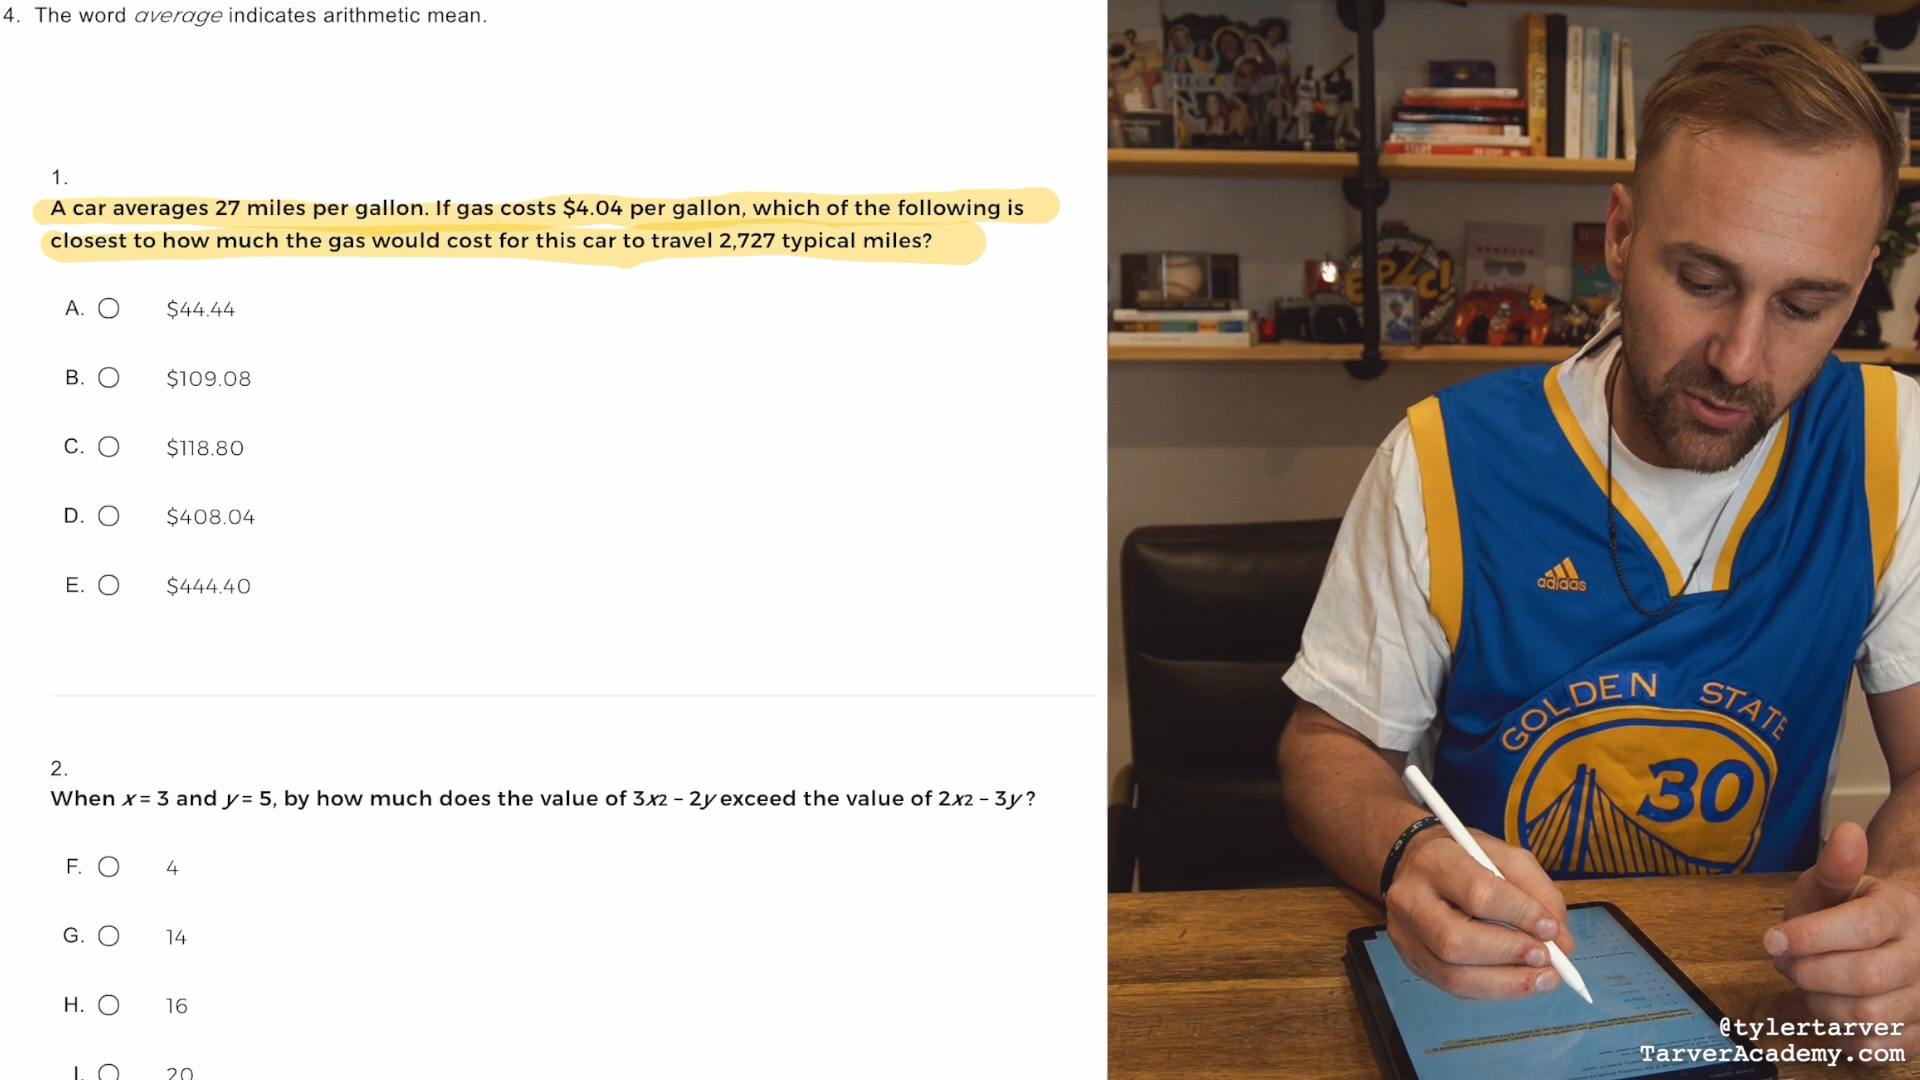 4. The word average indicates arithmetic mean.
1.
A car averages 27 miles per gallon. If gas costs $4.04 per gallon, which of the following is
closest to how much the gas would cost for this car to travel 2,727 typical miles?
A. $44.44
B. $109.08
C. $118.80
D. $408.04
E. $444.40
2.
When x = 3 and y = 5, by how much does the value of 3x2 – 2y exceed the value of 2x2 – 3y?
F. 4
G. 14
H. 16
I. 20
START
epic!
adidas
GOLDEN STATE
30
@tylertarver
TarverAcademy.com